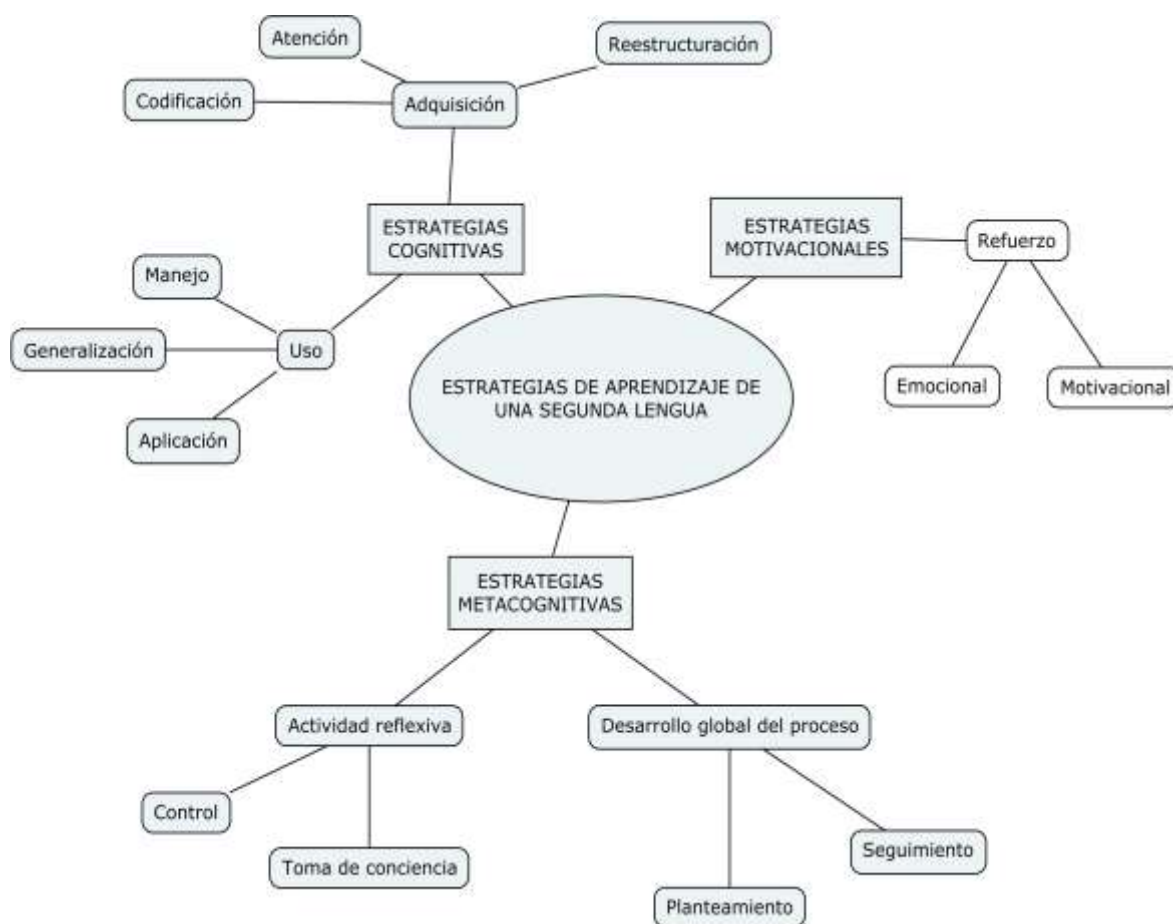 Atención
Reestructuración
Codificación
Adquisición
ESTRATEGIAS
COGNITIVAS
ESTRATEGIAS
MOTIVACIONALES
Refuerzo
Manejo
Generalización
Uso
Aplicación
Emocional
Motivacional
ESTRATEGIAS DE APRENDIZAJE DE
UNA SEGUNDA LENGUA
ESTRATEGIAS
METACOGNITIVAS
Actividad reflexiva
Desarrollo global del proceso
Control
Toma de conciencia
Seguimiento
Planteamiento